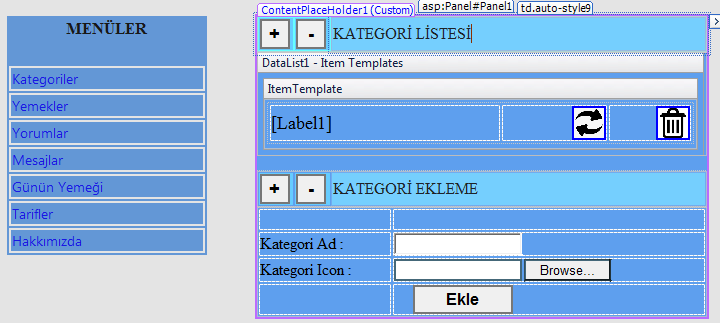 MENÜLER
Kategoriler
Yemekler
Yorumlar
Mesajlar
Günün Yemeği
Tarifler
Hakkımızda
ContentPlaceHolder1 (Custom) asp:Panel#Panel1 td.auto-style9
+ - KATEGORİ LİSTESİ
DataList1 - Item Templates
ItemTemplate
[Label1]
+ - KATEGORİ EKLEME
Kategori Ad :
Kategori Icon : Browse...
Ekle